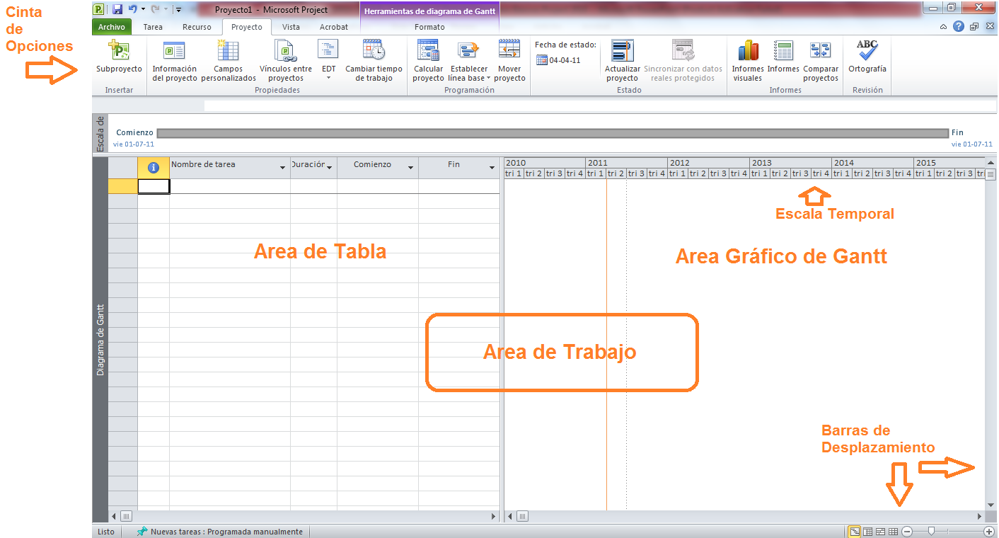 Cinta
de
Opciones
Proyecto1 - Microsoft Project
Herramientas de diagrama de Gantt
Archivo Tarea Recurso Proyecto Vista Acrobat Formato
Subproyecto
Insertar
Información
del proyecto
Campos
personalizados
Vínculos entre
proyectos
EDT
Cambiar tiempo
de trabajo
Propiedades
Calcular
proyecto
Establecer
línea base
Mover
proyecto
Programación
Fecha de estado:
04-04-11
Actualizar
proyecto
Sincronizar con datos
reales protegidos
Estado
Informes
visuales
Informes
Comparar
proyectos
Informes
ABC
Ortografía
Revisión
Escala de
Comienzo
vie 01-07-11
Fin
vie 01-07-11
Nombre de tarea Duración Comienzo Fin
2010 2011 2012 2013 2014 2015
tri 1 tri 2 tri 3 tri 4 tri 1 tri 2 tri 3 tri 4 tri 1 tri 2 tri 3 tri 4 tri 1 tri 2 tri 3 tri 4 tri 1 tri 2 tri 3 tri 4 tri 1 tri 2 tri 3 tri
Escala Temporal
Area de Tabla
Area Gráfico de Gantt
Diagrama de Gantt
Area de Trabajo
Barras de
Desplazamiento
Listo
Nuevas tareas : Programada manualmente